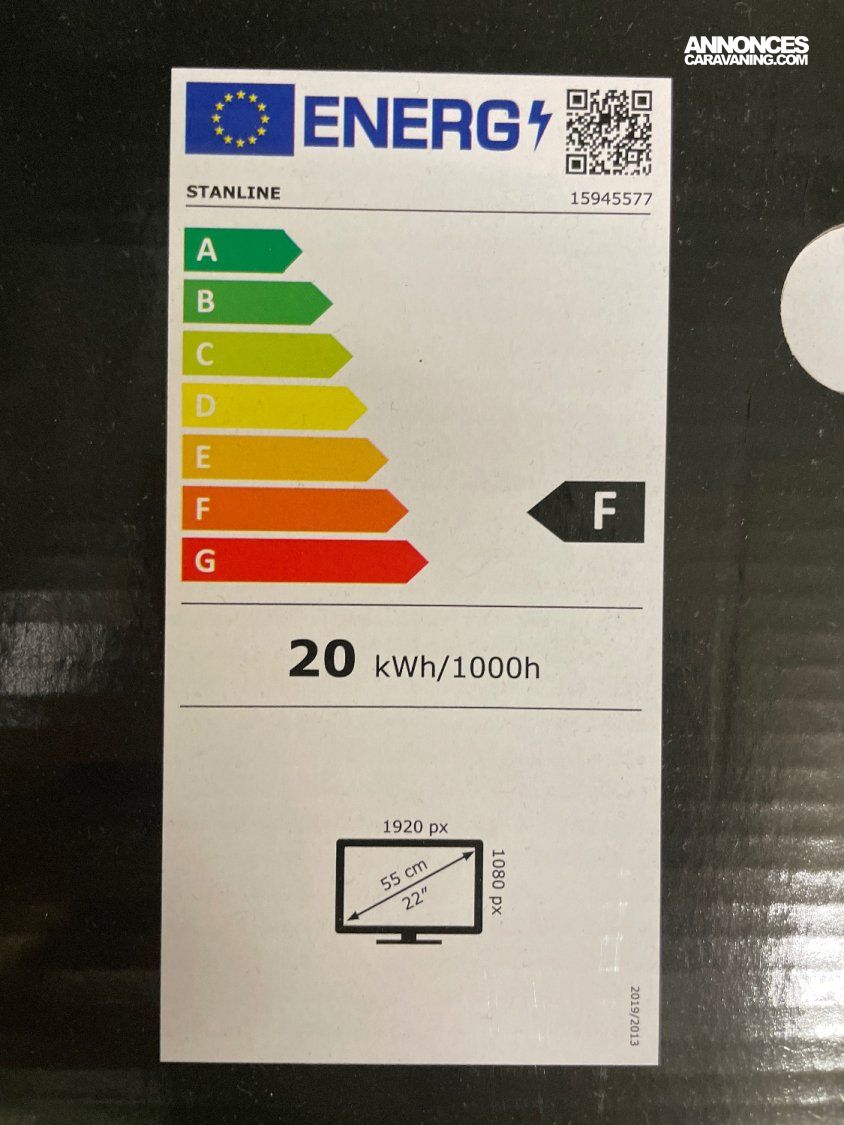 ANNONCES
CARAVANING.COM
ENERG
STANLINE
15945577
A
B
C
D
E
F
F
G
20 kWh/1000h
1920 px
55 cm
22"
1080 px
2019/2013